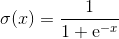 σ(x) = 1 / (1 + e^{-x})